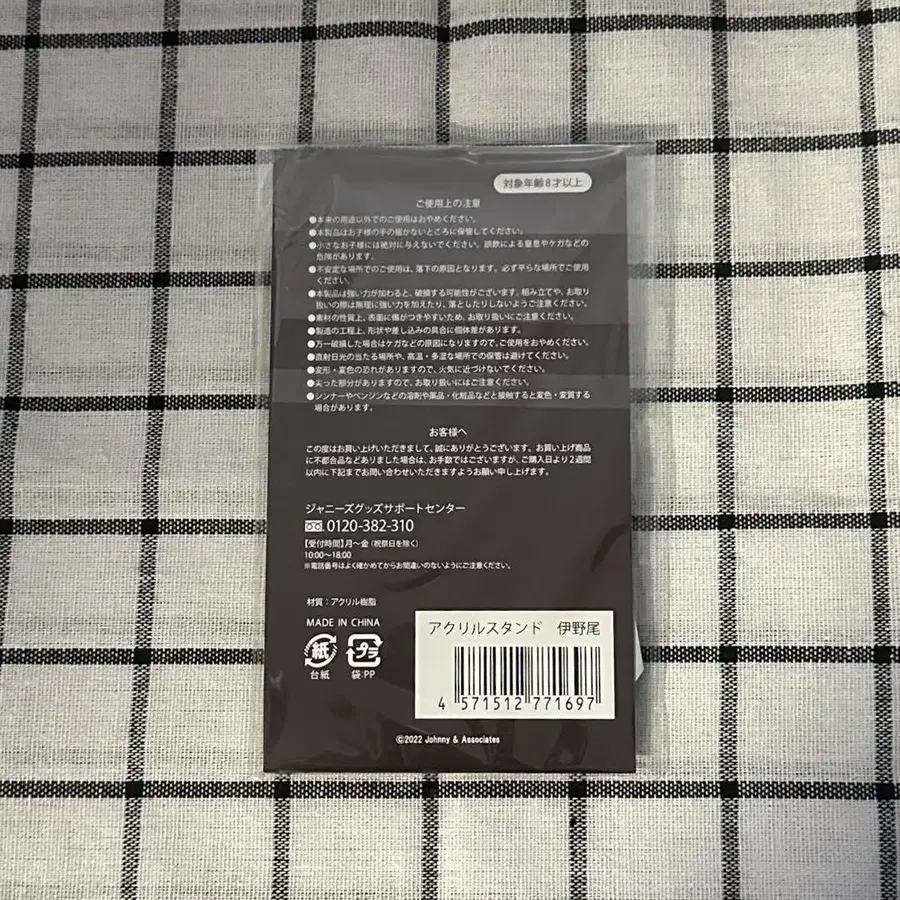 対象年齢8才以上
ご使用上の注意
●本来の用途以外でのご使用はおやめください。
●本製品はお子様の手の届かないところに保管してください。
●小さなお子様には絶対に与えないでください。誤飲による窒息やケガなどの
危険があります。
●不安定な場所でのご使用は、落下の原因となります。必ず平らな場所でご使用
ください。
●本製品は強い力が加わると、破損する可能性がございます。組み立てや、お取り
扱いの際は無理に強い力を加えたり、落としたりしないようご注意ください。
●素材の性質上、表面に傷がつきやすいため、お取り扱いにご注意ください。
●製造の工程上、形状や差し込みの具合に個体差があります。
●万一破損した場合はケガなどの原因になりますので、ご使用をおやめください。
●直射日光の当たる場所や、高温・多湿な場所での保管は避けてください。
●変形・変色の恐れがありますので、火気に近づけないでください。
●尖った部分がありますので、お取り扱いにはご注意ください。
●シンナーやベンジンなどの溶剤や薬品・化粧品などと接触すると変色・変質する
場合があります。
お客様へ
この度はお買い上げいただきまして、誠にありがとうございます。お買い上げ商品
に不都合品などありました場合は、お手数ではございますが、ご購入日より2週間
以内に下記までお問い合わせいただきますようお願い申し上げます。
ジャニーズグッズサポートセンター
0120-382-310
【受付時間】月〜金（祝祭日を除く）
10:00〜18:00
※電話番号はよく確かめてからお間違いのないようにご注意ください。
材質：アクリル樹脂
MADE IN CHINA
紙
プラ
台紙
袋:PP
アクリルスタンド 伊野尾
4 571512 771697
©2022 Johnny & Associates